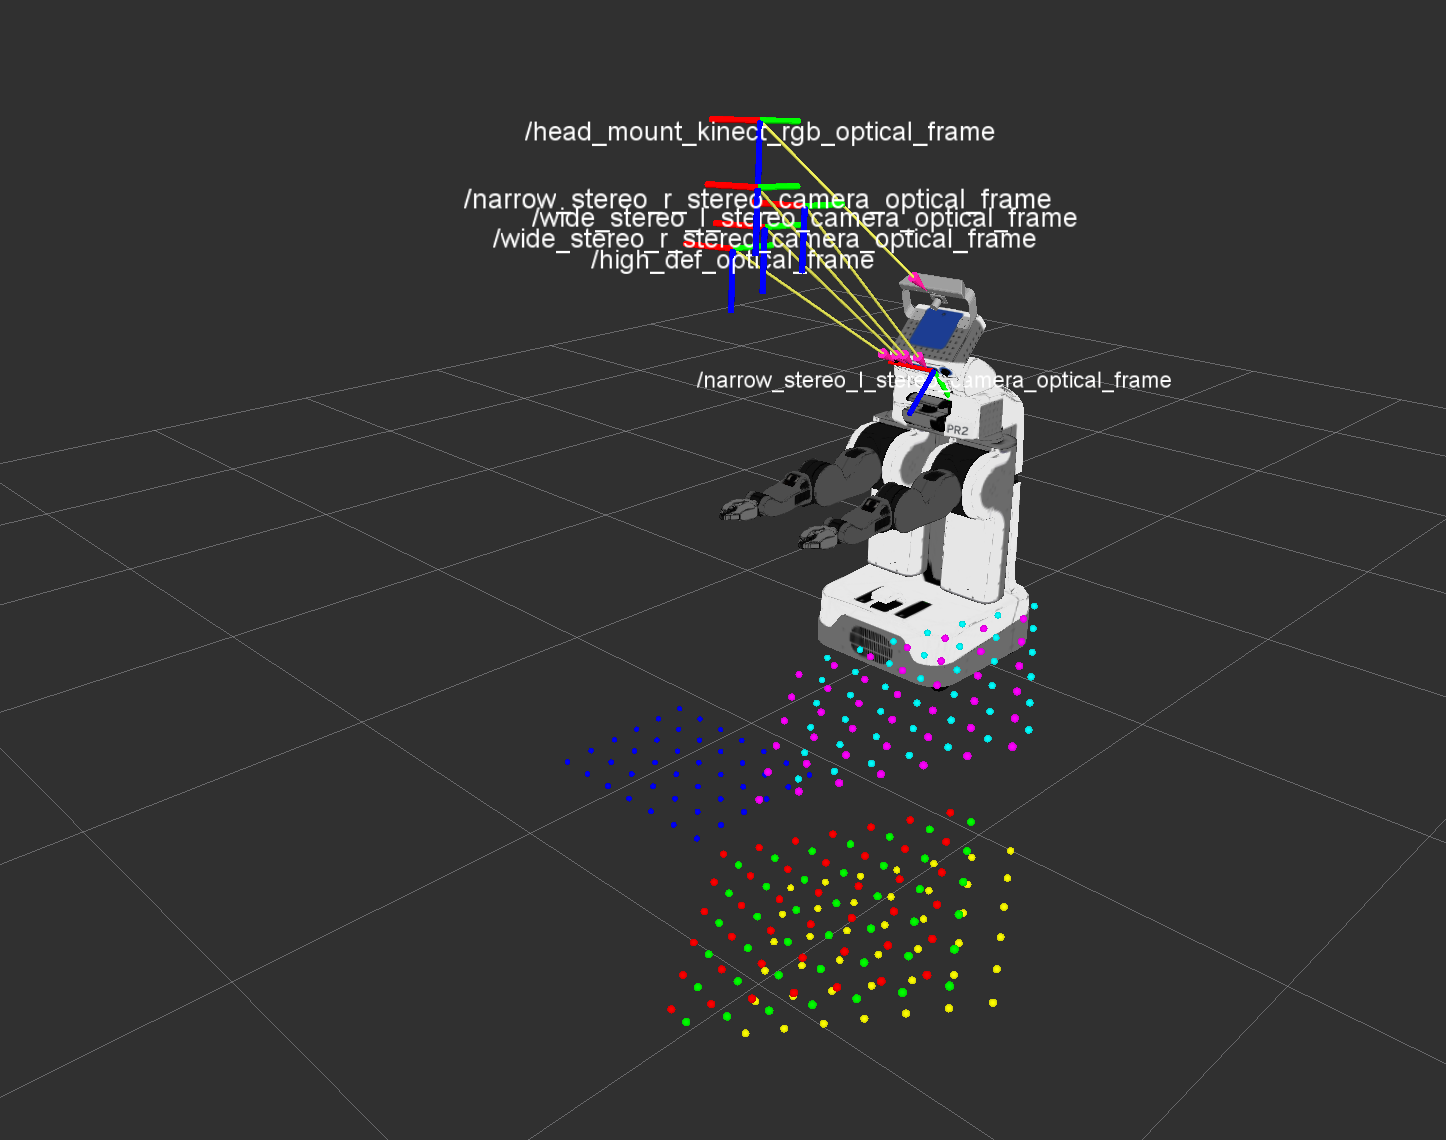 /head_mount_kinect_rgb_optical_frame
/narrow_stereo_r_stereo_camera_optical_frame
/wide_stereo_l_stereo_camera_optical_frame
/wide_stereo_r_stereo_camera_optical_frame
/high_def_optical_frame
/narrow_stereo_l_stereo_camera_optical_frame
PR2